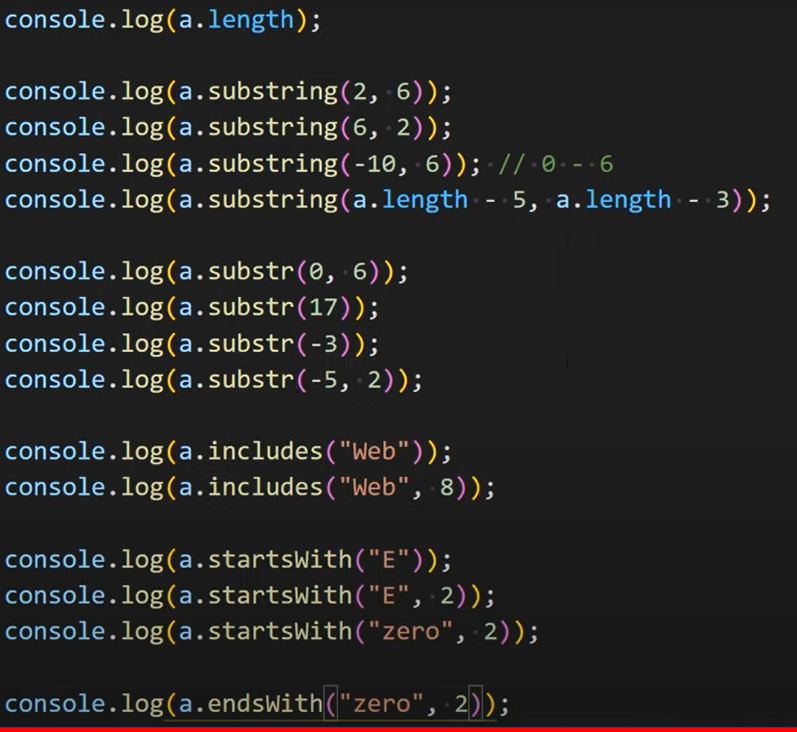 console.log(a.length);
console.log(a.substring(2, 6));
console.log(a.substring(6, 2));
console.log(a.substring(-10, 6)); // 0 - 6
console.log(a.substring(a.length - 5, a.length - 3));
console.log(a.substr(0, 6));
console.log(a.substr(17));
console.log(a.substr(-3));
console.log(a.substr(-5, 2));
console.log(a.includes("Web"));
console.log(a.includes("Web", 8));
console.log(a.startsWith("E"));
console.log(a.startsWith("E", 2));
console.log(a.startsWith("zero", 2));
console.log(a.endsWith("zero", 2));